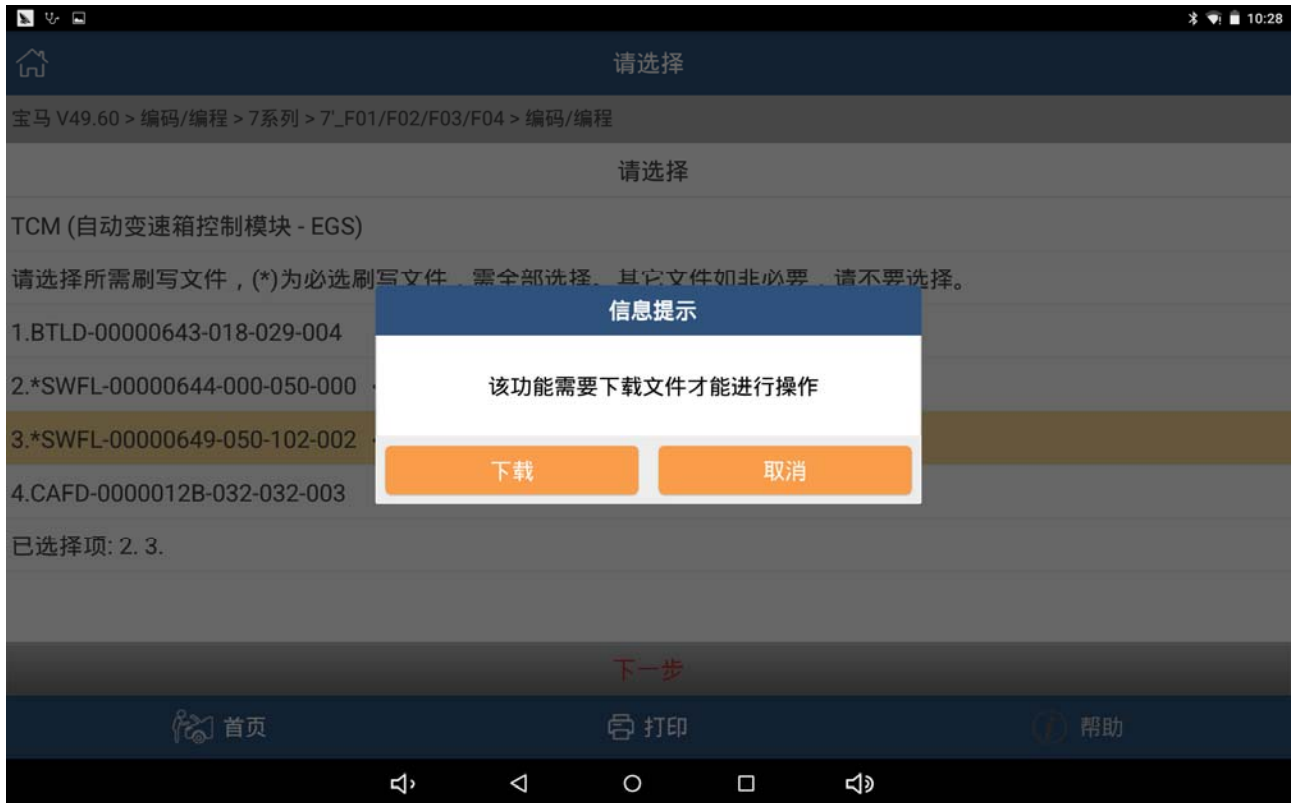 10:28
请选择
宝马 V49.60 > 编码/编程 > 7系列 > 7'_F01/F02/F03/F04 > 编码/编程
请选择
TCM (自动变速箱控制模块 - EGS)
请选择所需刷写文件，(*)为必选刷写文件，需全部选择。其它文件如非必要，请不要选择。
信息提示
1.BTLD-00000643-018-029-004
2.*SWFL-00000644-000-050-000
该功能需要下载文件才能进行操作
3.*SWFL-00000649-050-102-002
下载 取消
4.CAFD-0000012B-032-032-003
已选择项: 2. 3.
下一步
首页 打印 帮助